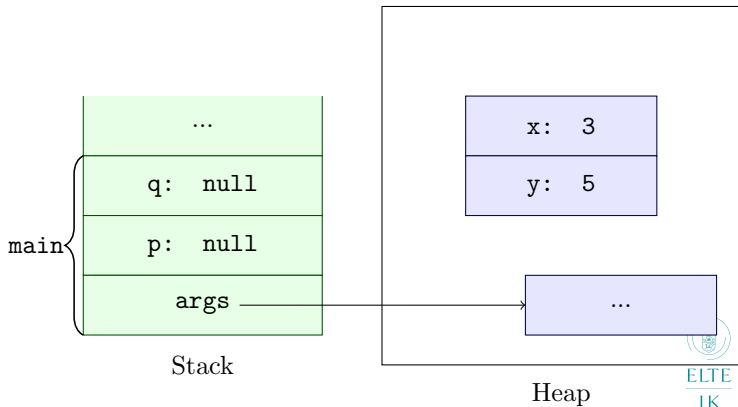 ...
x: 3
q: null
y: 5
main
p: null
args
...
Stack
Heap
ELTE
IK